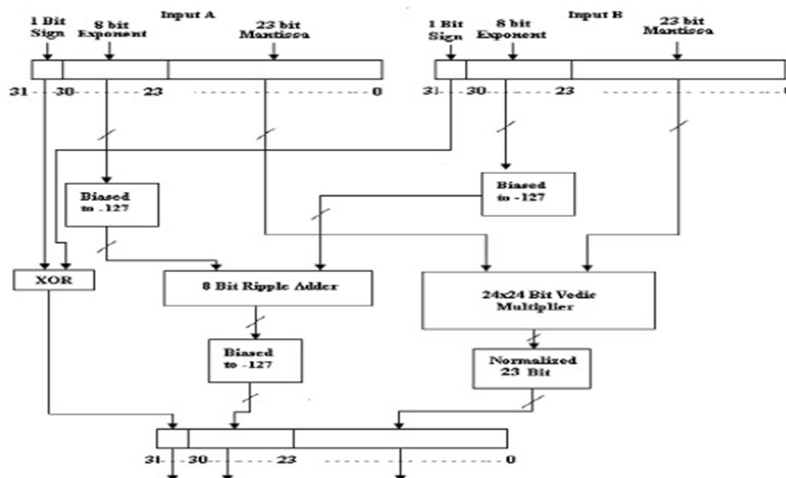 Input A
1 Bit
Sign
8 bit
Exponent
23 bit
Mantissa
Input B
1 Bit
Sign
8 bit
Exponent
23 bit
Mantissa
31 30 23 0
31 30 23 0
Biased
to -127
Biased
to -127
XOR
8 Bit Ripple Adder
24x24 Bit Vedic
Multiplier
Biased
to -127
Normalized
23 Bit
31 30 23 0